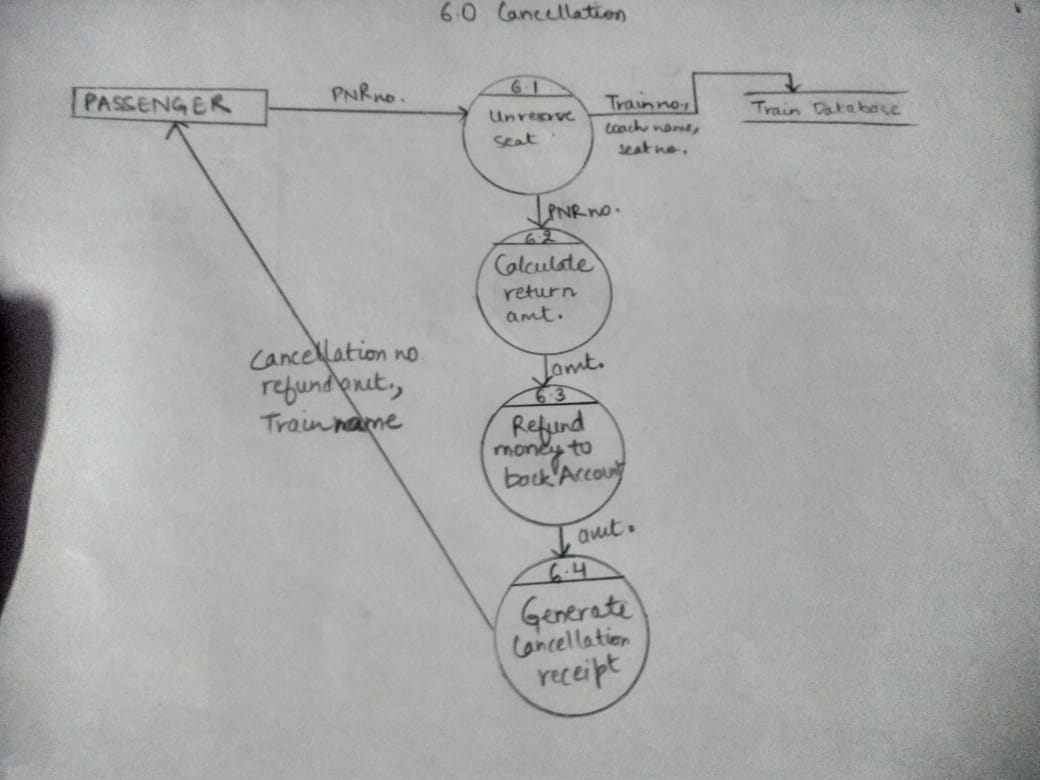 6.0 Cancellation
PASSENGER
PNR no.
6.1
Unreserve
seat
Train no.,
coach name,
seat no.
Train Database
PNR no.
6.2
Calculate
return
amt.
amt.
6.3
Refund
money to
back Account
amt.
6.4
Generate
Cancellation
receipt
Cancellation no
refund amt.,
Train name